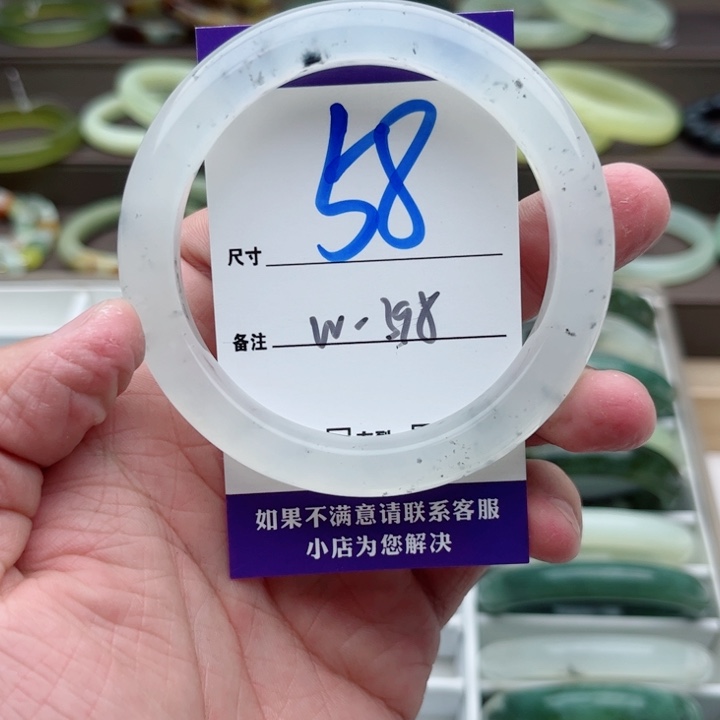 58
尺寸
备注 W-398
如果不满意请联系客服
小店为您解决